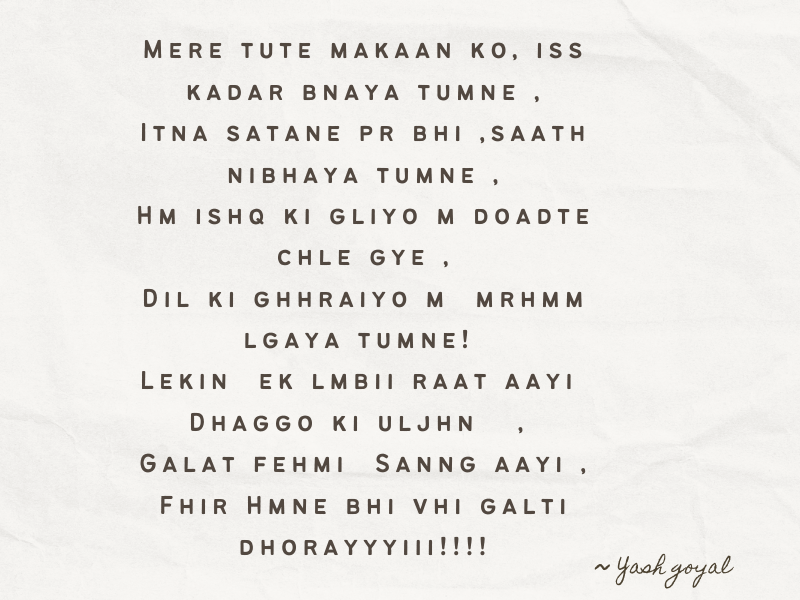 Mere tute makaan ko, iss
kadar bnaya tumne ,
Itna satane pr bhi ,saath
nibhaya tumne ,
Hm ishq ki gliyo m doadte
chle gye ,
Dil ki ghhraiyo m mrhmm
lgaya tumne!
Lekin ek lmbii raat aayi
Dhaggo ki uljhn ,
Galat fehmi Sanng aayi ,
Fhir Hmne bhi vhi galti
dhorayyyiii!!!!
~Yash goyal